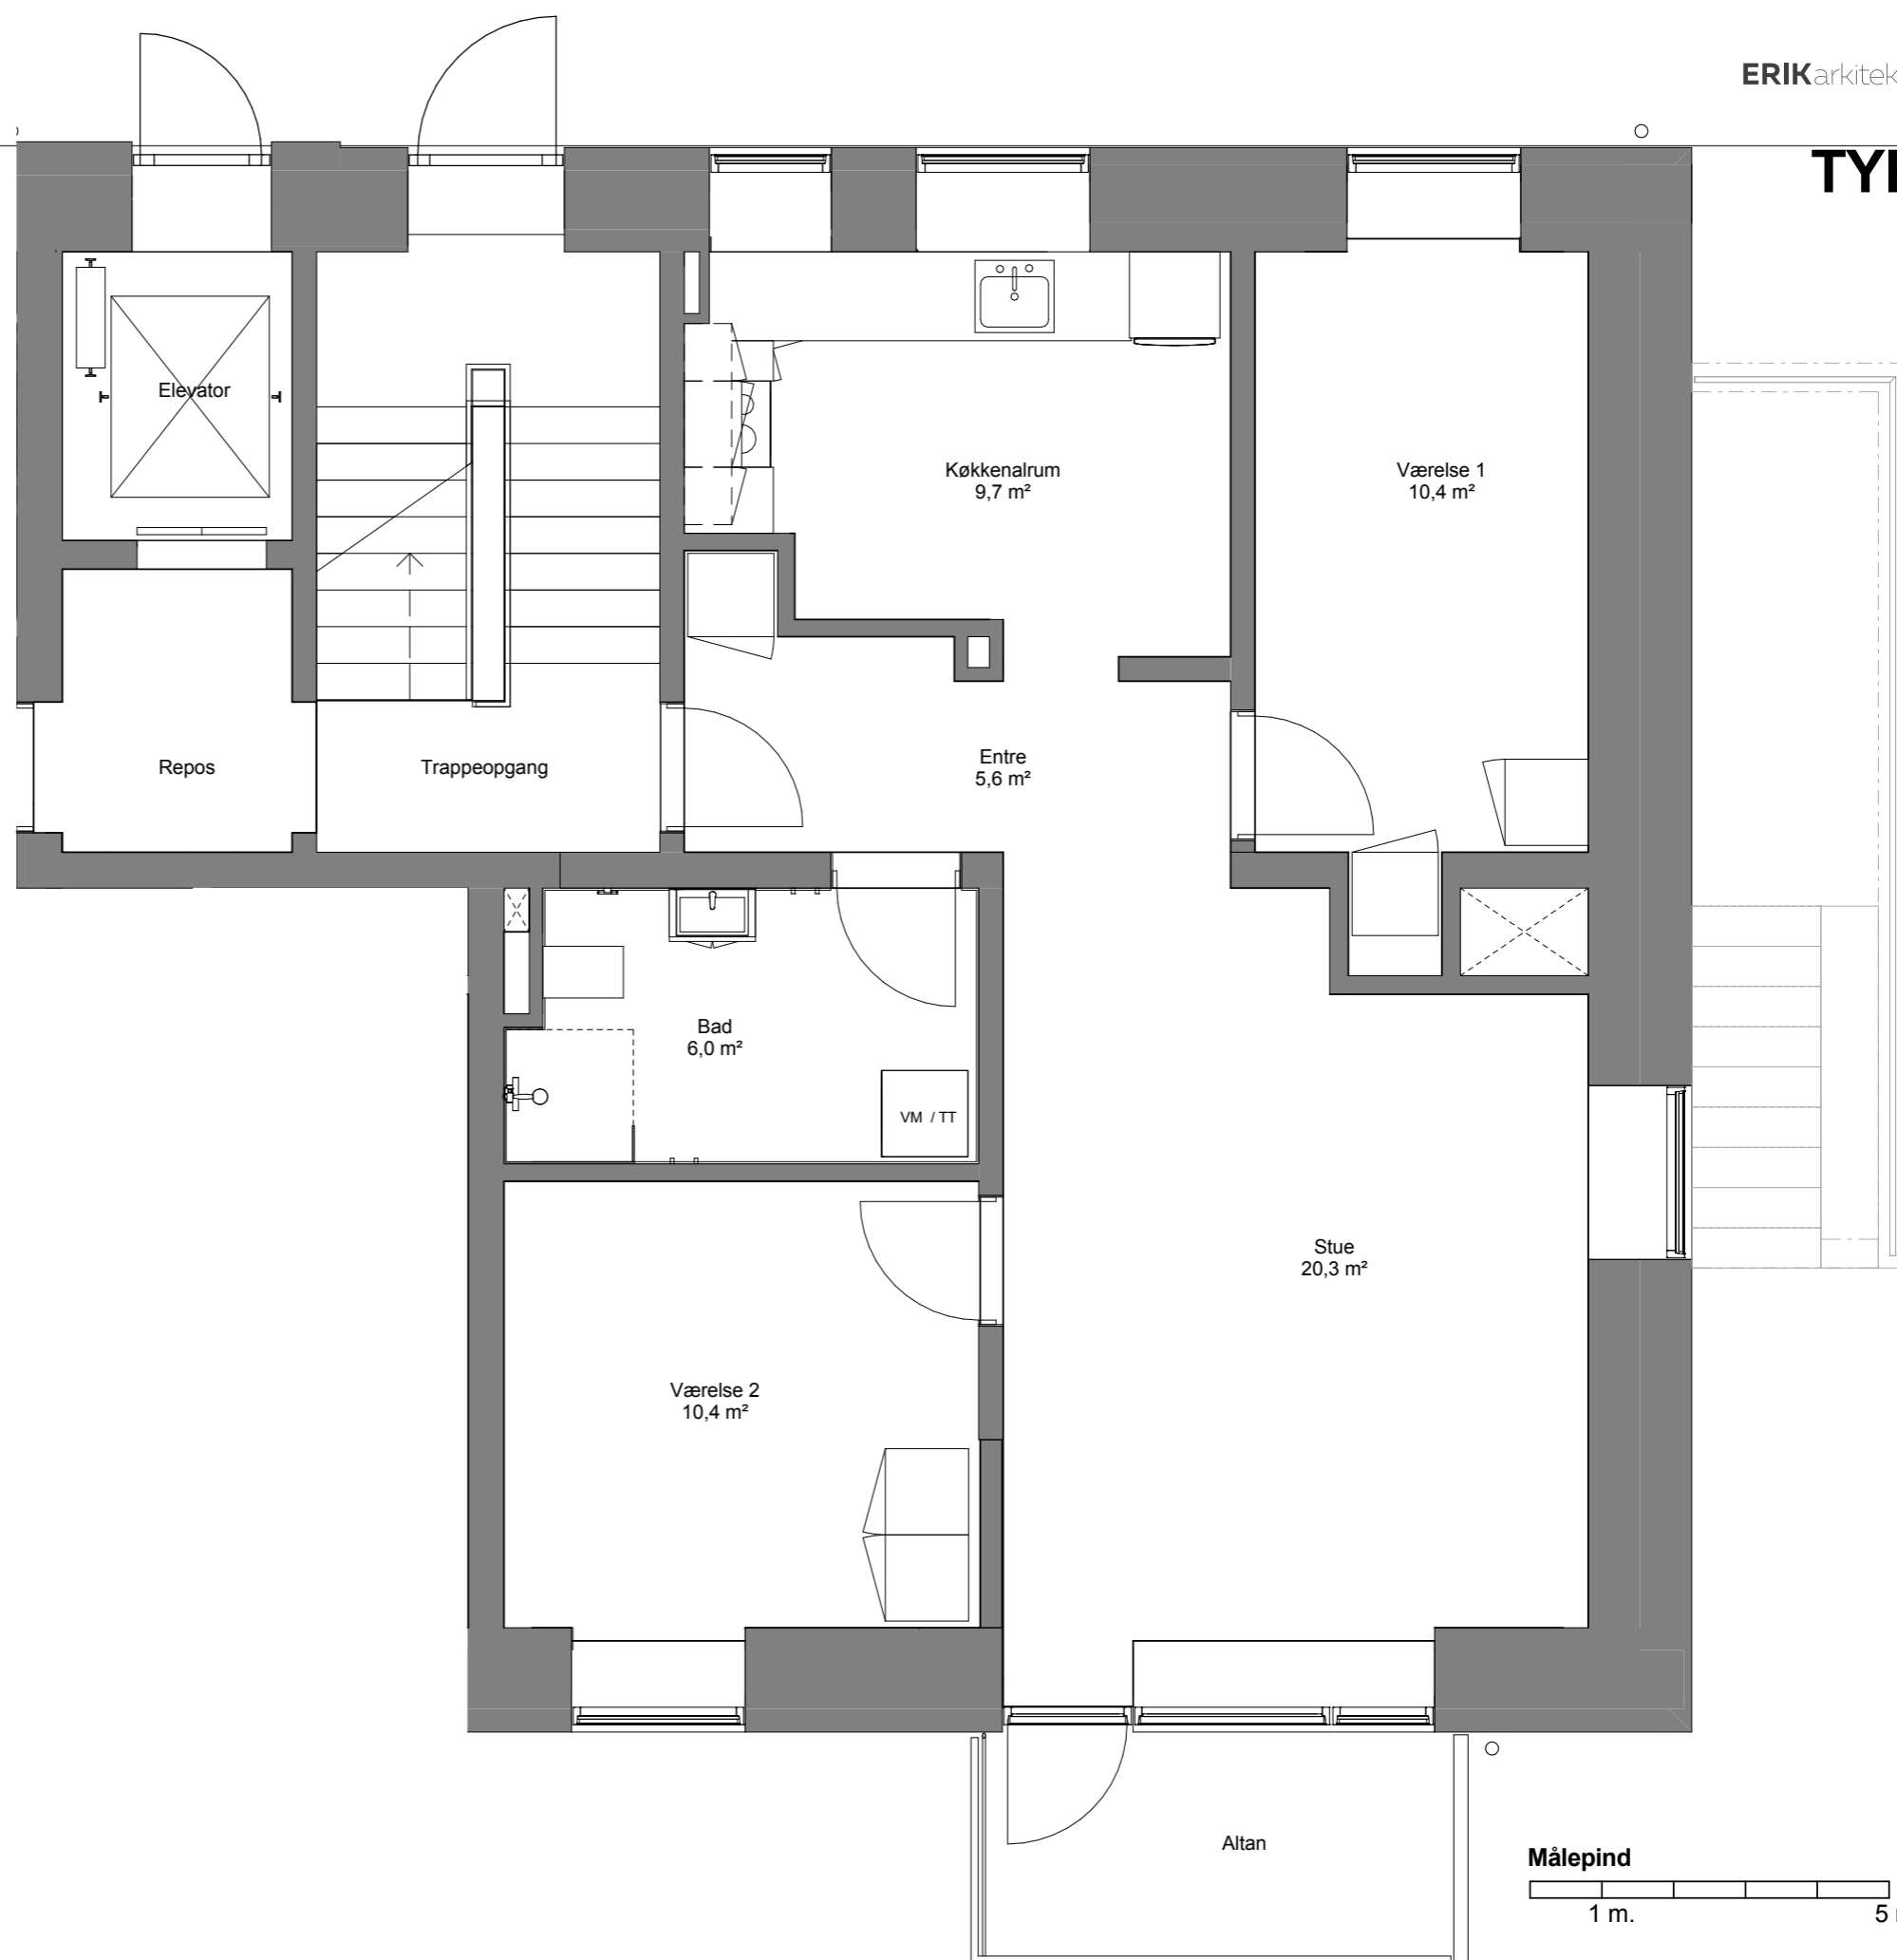 ERIKarkitek
TYP
Elevator
Køkkenalrum
9,7 m²
Værelse 1
10,4 m²
Repos
Trappeopgang
Entre
5,6 m²
Bad
6,0 m²
VM / TT
Stue
20,3 m²
Værelse 2
10,4 m²
Altan
Målepind
1 m.
5